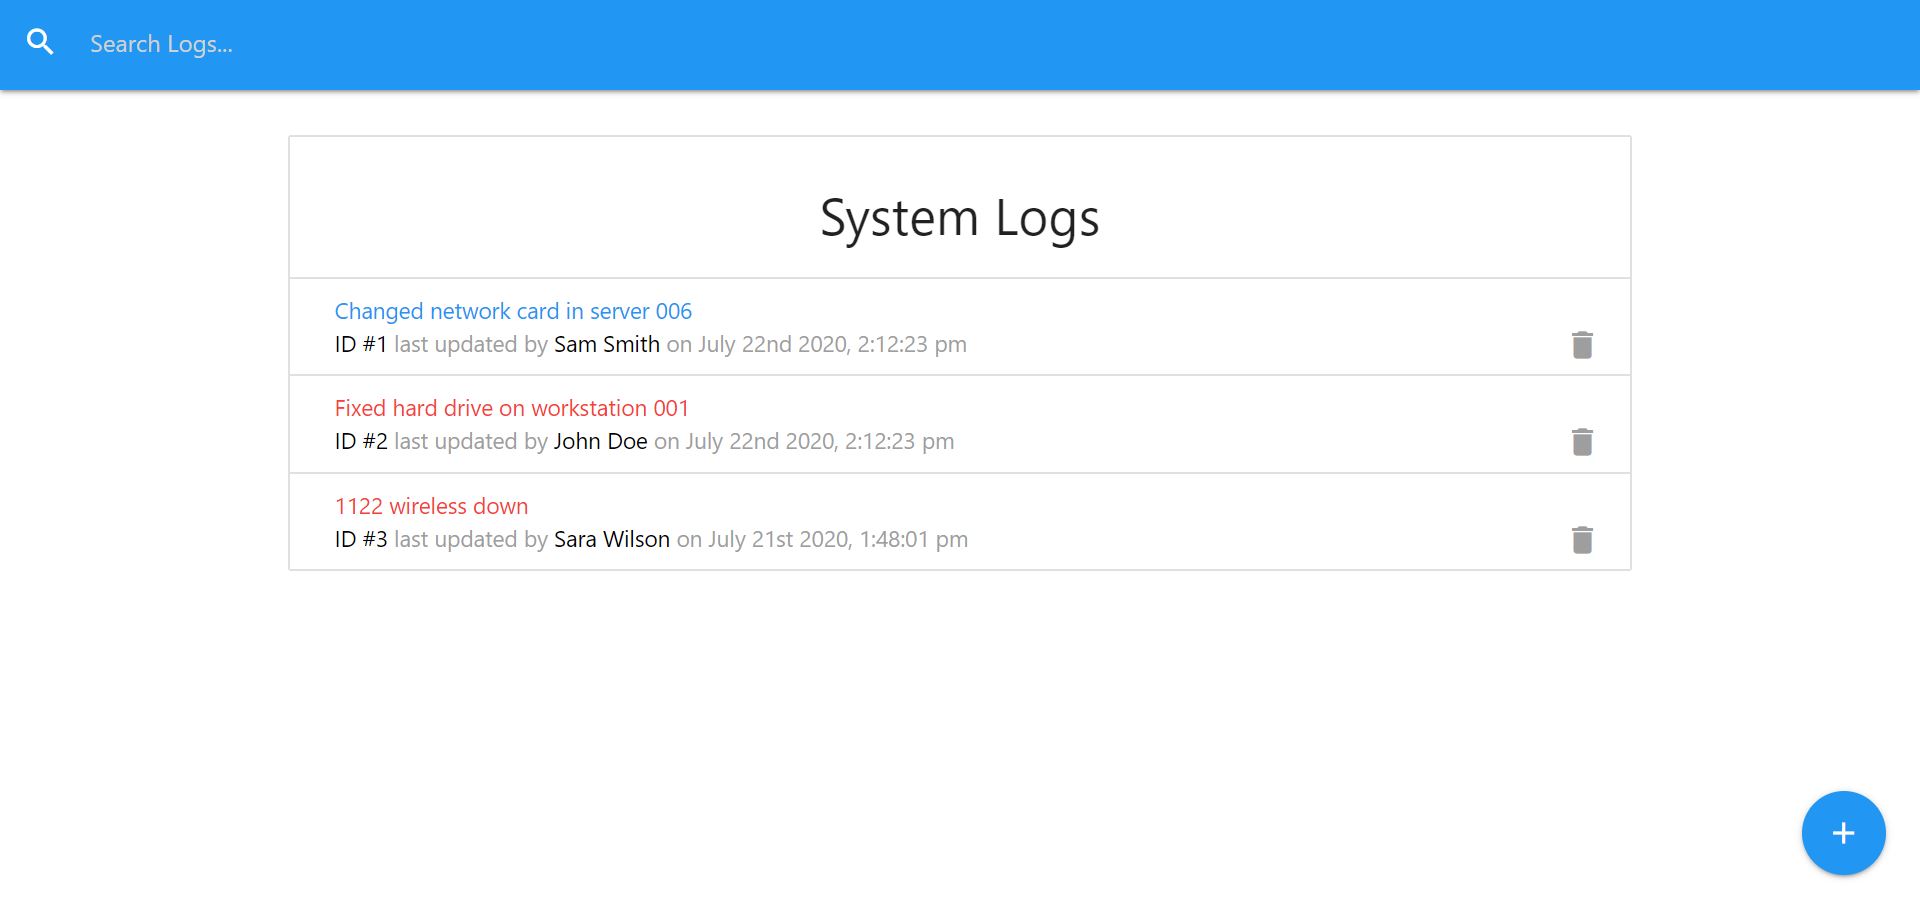 Search Logs...
System Logs
Changed network card in server 006
ID #1 last updated by Sam Smith on July 22nd 2020, 2:12:23 pm
Fixed hard drive on workstation 001
ID #2 last updated by John Doe on July 22nd 2020, 2:12:23 pm
1122 wireless down
ID #3 last updated by Sara Wilson on July 21st 2020, 1:48:01 pm